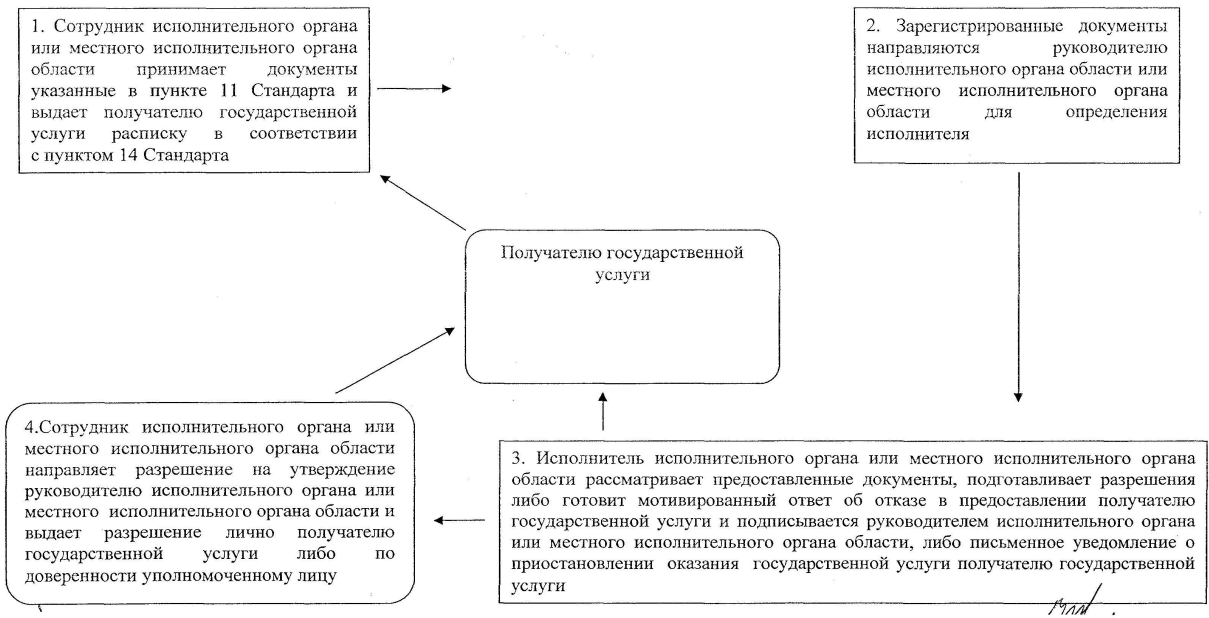 1. Сотрудник исполнительного органа
или местного исполнительного органа
области принимает документы
указанные в пункте 11 Стандарта и
выдает получателю государственной
услуги расписку в соответствии
с пунктом 14 Стандарта
2. Зарегистрированные документы
направляются руководителю
исполнительного органа области или
местного исполнительного органа
области для определения
исполнителя
Получателю государственной
услуги
4.Сотрудник исполнительного органа или
местного исполнительного органа области
направляет разрешение на утверждение
руководителю исполнительного органа или
местного исполнительного органа области и
выдает разрешение лично получателю
государственной услуги либо по
доверенности уполномоченному лицу
3. Исполнитель исполнительного органа или местного исполнительного органа
области рассматривает предоставленные документы, подготавливает разрешения
либо готовит мотивированный ответ об отказе в предоставлении получателю
государственной услуги и подписывается руководителем исполнительного органа
или местного исполнительного органа области, либо письменное уведомление о
приостановлении оказания государственной услуги получателю государственной
услуги